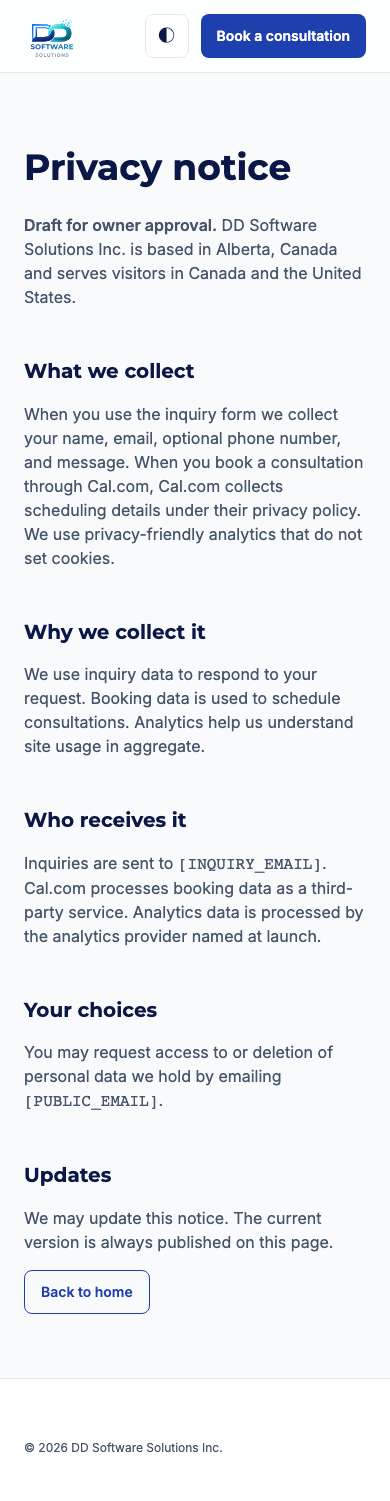 DD
SOFTWARE
SOLUTIONS
Book a consultation
Privacy notice
Draft for owner approval. DD Software
Solutions Inc. is based in Alberta, Canada
and serves visitors in Canada and the United
States.
What we collect
When you use the inquiry form we collect
your name, email, optional phone number,
and message. When you book a consultation
through Cal.com, Cal.com collects
scheduling details under their privacy policy.
We use privacy-friendly analytics that do not
set cookies.
Why we collect it
We use inquiry data to respond to your
request. Booking data is used to schedule
consultations. Analytics help us understand
site usage in aggregate.
Who receives it
Inquiries are sent to [INQUIRY_EMAIL].
Cal.com processes booking data as a third-
party service. Analytics data is processed by
the analytics provider named at launch.
Your choices
You may request access to or deletion of
personal data we hold by emailing
[PUBLIC_EMAIL].
Updates
We may update this notice. The current
version is always published on this page.
Back to home
© 2026 DD Software Solutions Inc.